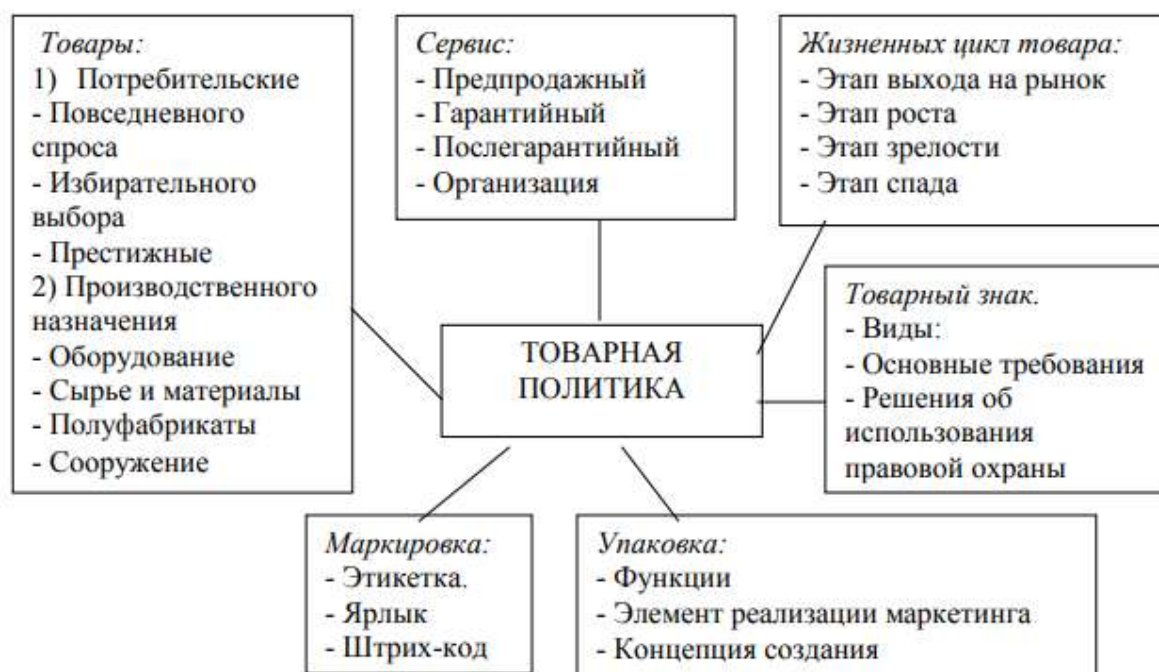 Товары:
1) Потребительские
- Повседневного
спроса
- Избирательного
выбора
- Престижные
2) Производственного
назначения
- Оборудование
- Сырье и материалы
- Полуфабрикаты
- Сооружение
Сервис:
- Предпродажный
- Гарантийный
- Послегарантийный
- Организация
Жизненных цикл товара:
- Этап выхода на рынок
- Этап роста
- Этап зрелости
- Этап спада
ТОВАРНАЯ
ПОЛИТИКА
Товарный знак.
- Виды:
- Основные требования
- Решения об
использования
правовой охраны
Маркировка:
- Этикетка.
- Ярлык
- Штрих-код
Упаковка:
- Функции
- Элемент реализации маркетинга
- Концепция создания